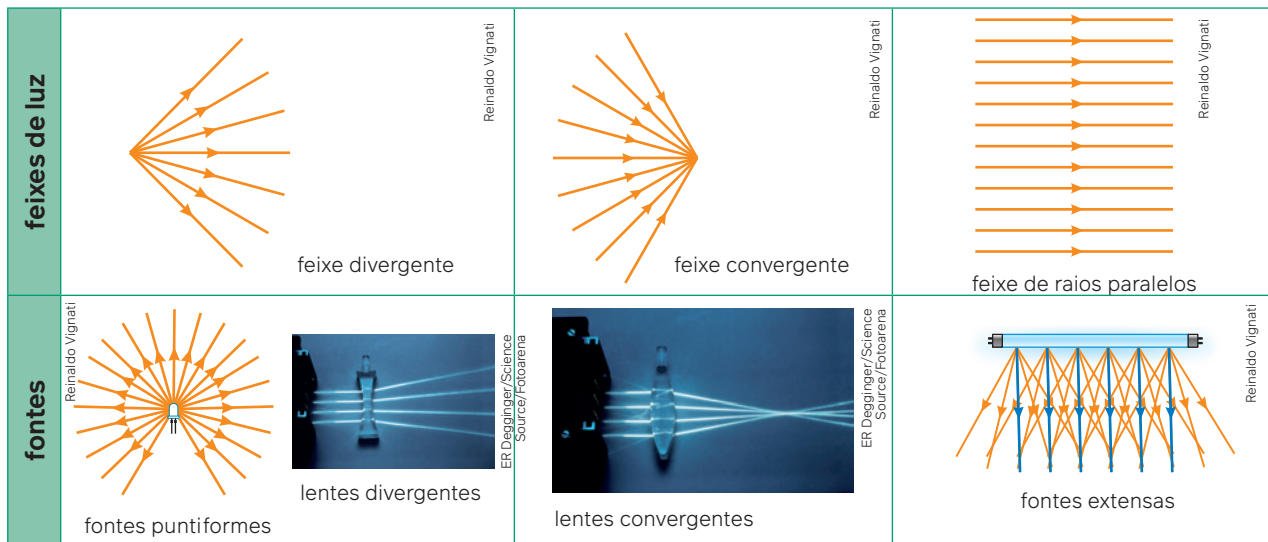 feixes de luz
Reinaldo Vignati
feixe divergente
Reinaldo Vignati
feixe convergente
Reinaldo Vignati
feixe de raios paralelos
fontes
Reinaldo Vignati
fontes puntiformes
ER Degginger/Science
Source/Fotoarena
lentes divergentes
ER Degginger/Science
Source/Fotoarena
lentes convergentes
Reinaldo Vignati
fontes extensas